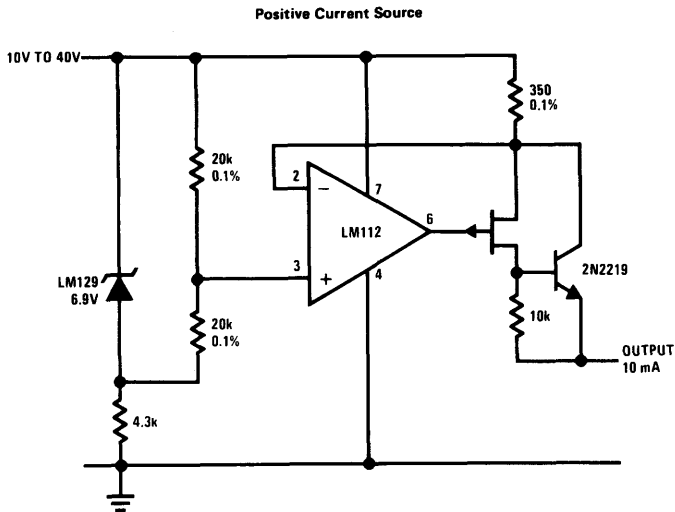 Positive Current Source
10V TO 40V
350
0.1%
20k
0.1%
2
−
7
LM112
6
3
+
4
2N2219
LM129
6.9V
20k
0.1%
10k
OUTPUT
10 mA
4.3k